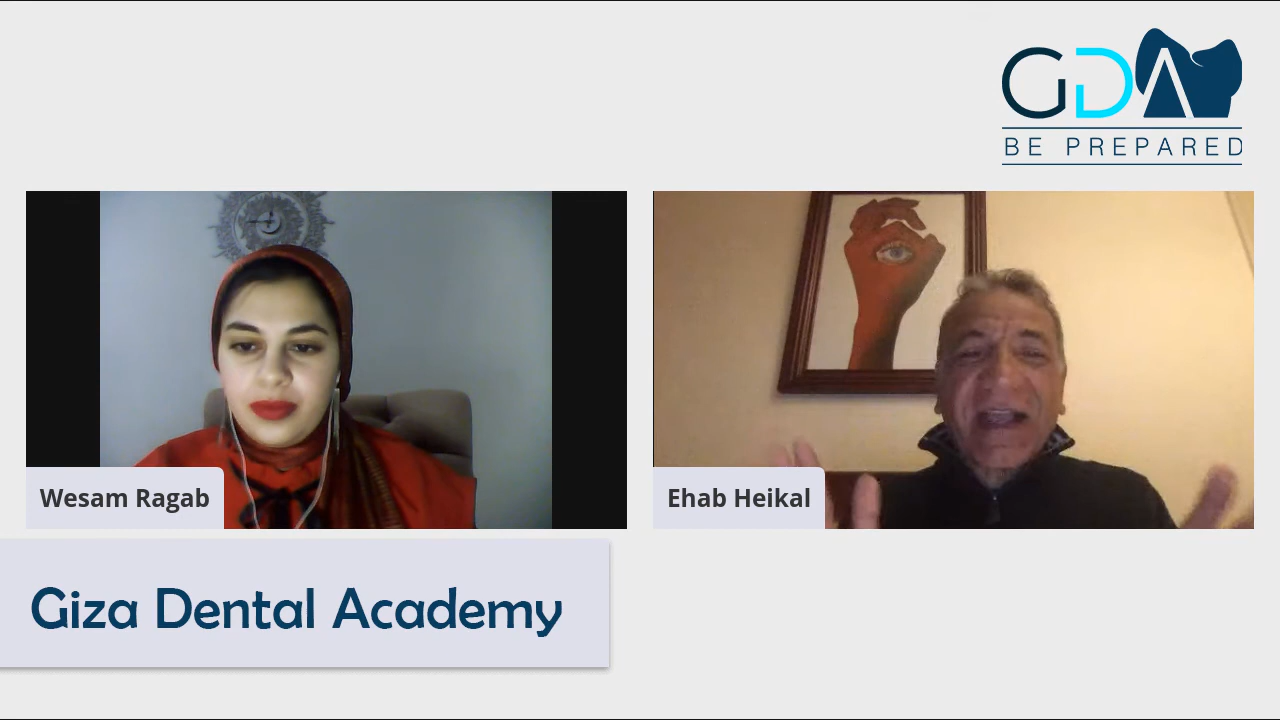 GDA
BE PREPARED
Wesam Ragab
Ehab Heikal
Giza Dental Academy